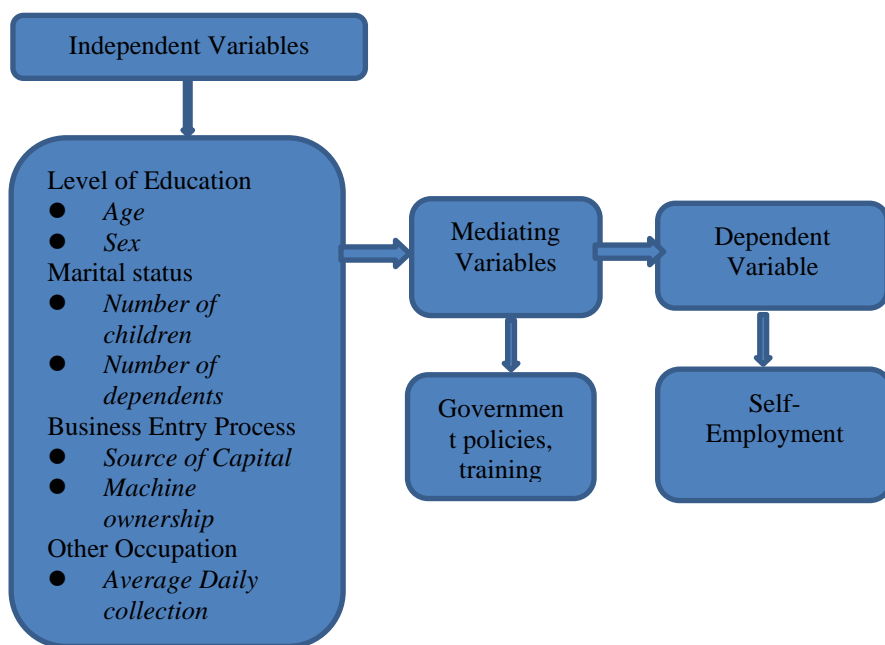 Independent Variables
Level of Education
● Age
● Sex
Marital status
● Number of
children
● Number of
dependents
Business Entry Process
● Source of Capital
● Machine
ownership
Other Occupation
● Average Daily
collection
Mediating
Variables
Dependent
Variable
Governmen
t policies,
training
Self-
Employment